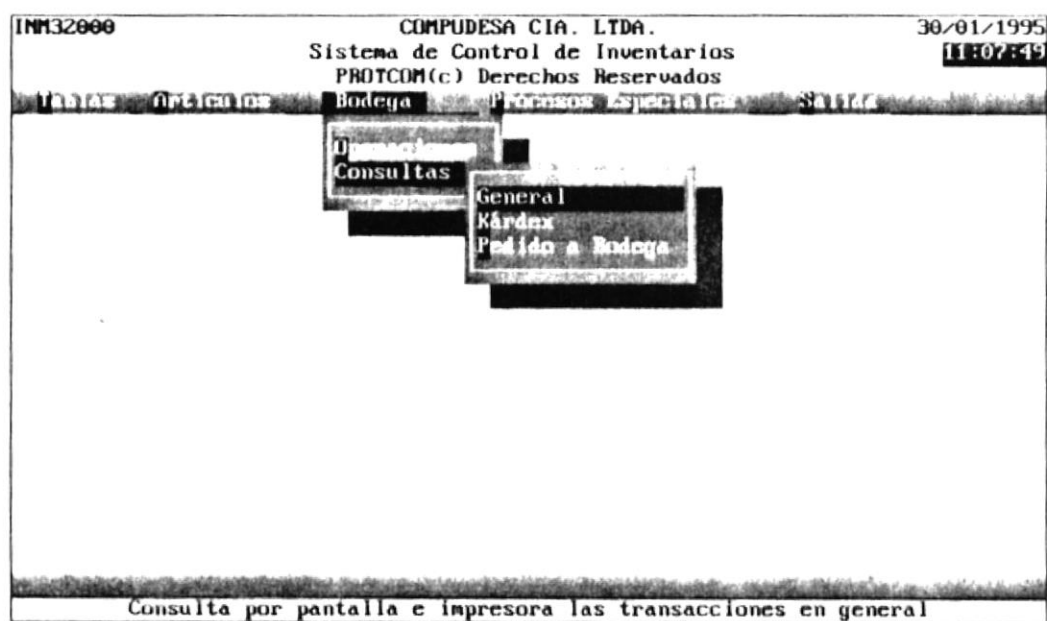 INM32000 COMPUDESA CIA. LTDA. 30/01/1995
Sistema de Control de Inventarios 11:07:49
PROTCOM(c) Derechos Reservados
Tablas Artículos Bodega Procesos Especiales Salida
Consultas
General
Kárdex
Pedido a Bodega
Consulta por pantalla e impresora las transacciones en general